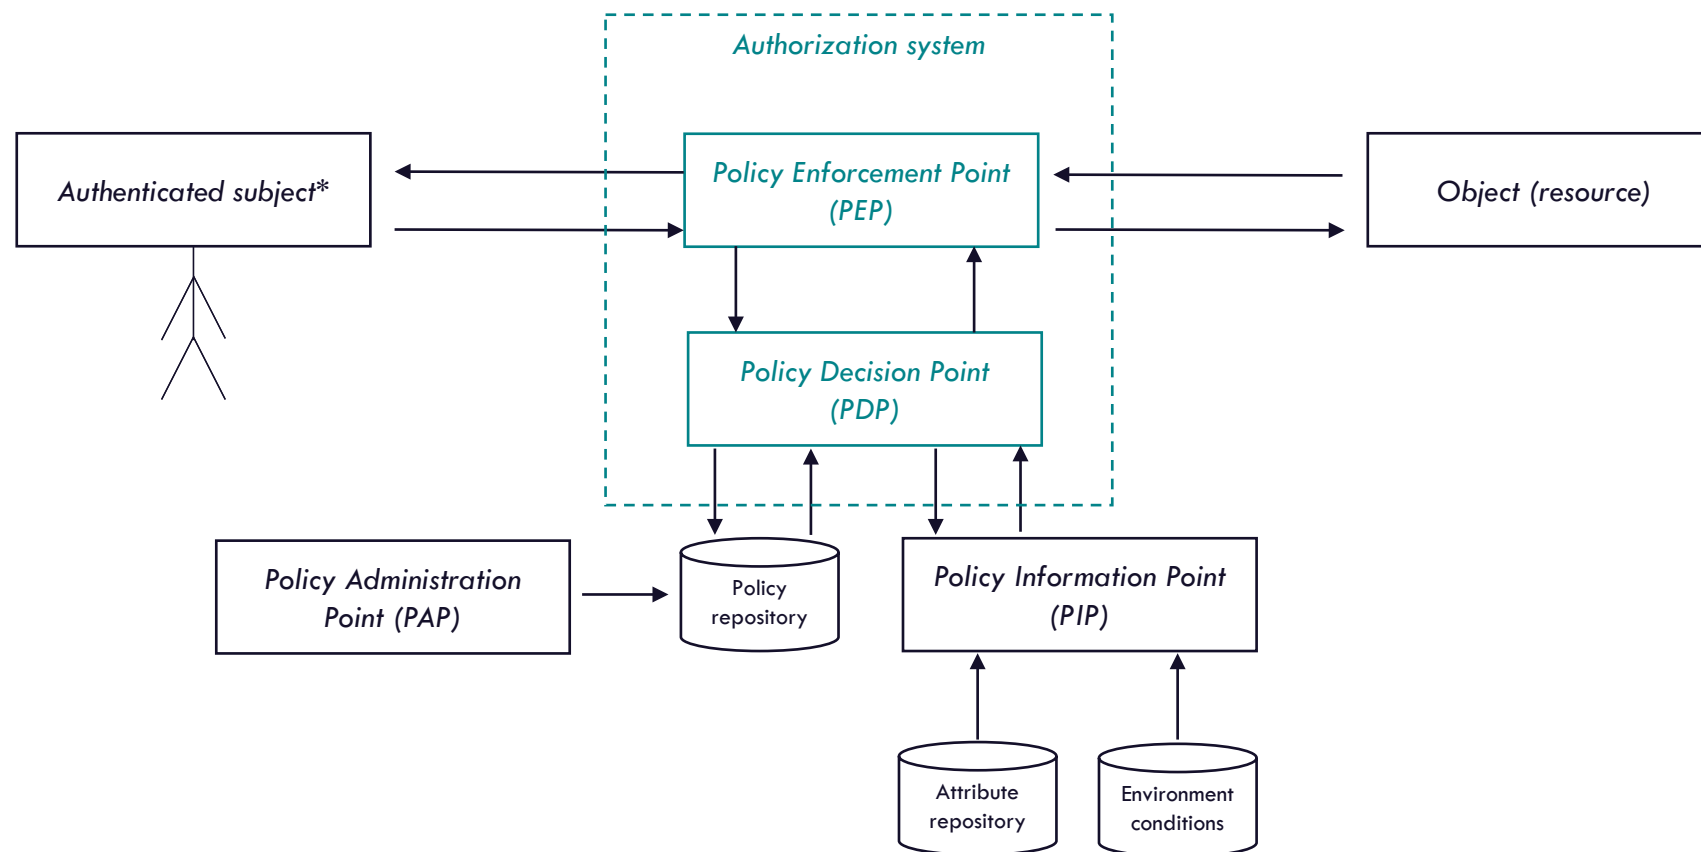 Authorization system
Authenticated subject*
Policy Enforcement Point
(PEP)
Object (resource)
Policy Decision Point
(PDP)
Policy Administration
Point (PAP)
Policy
repository
Policy Information Point
(PIP)
Attribute
repository
Environment
conditions